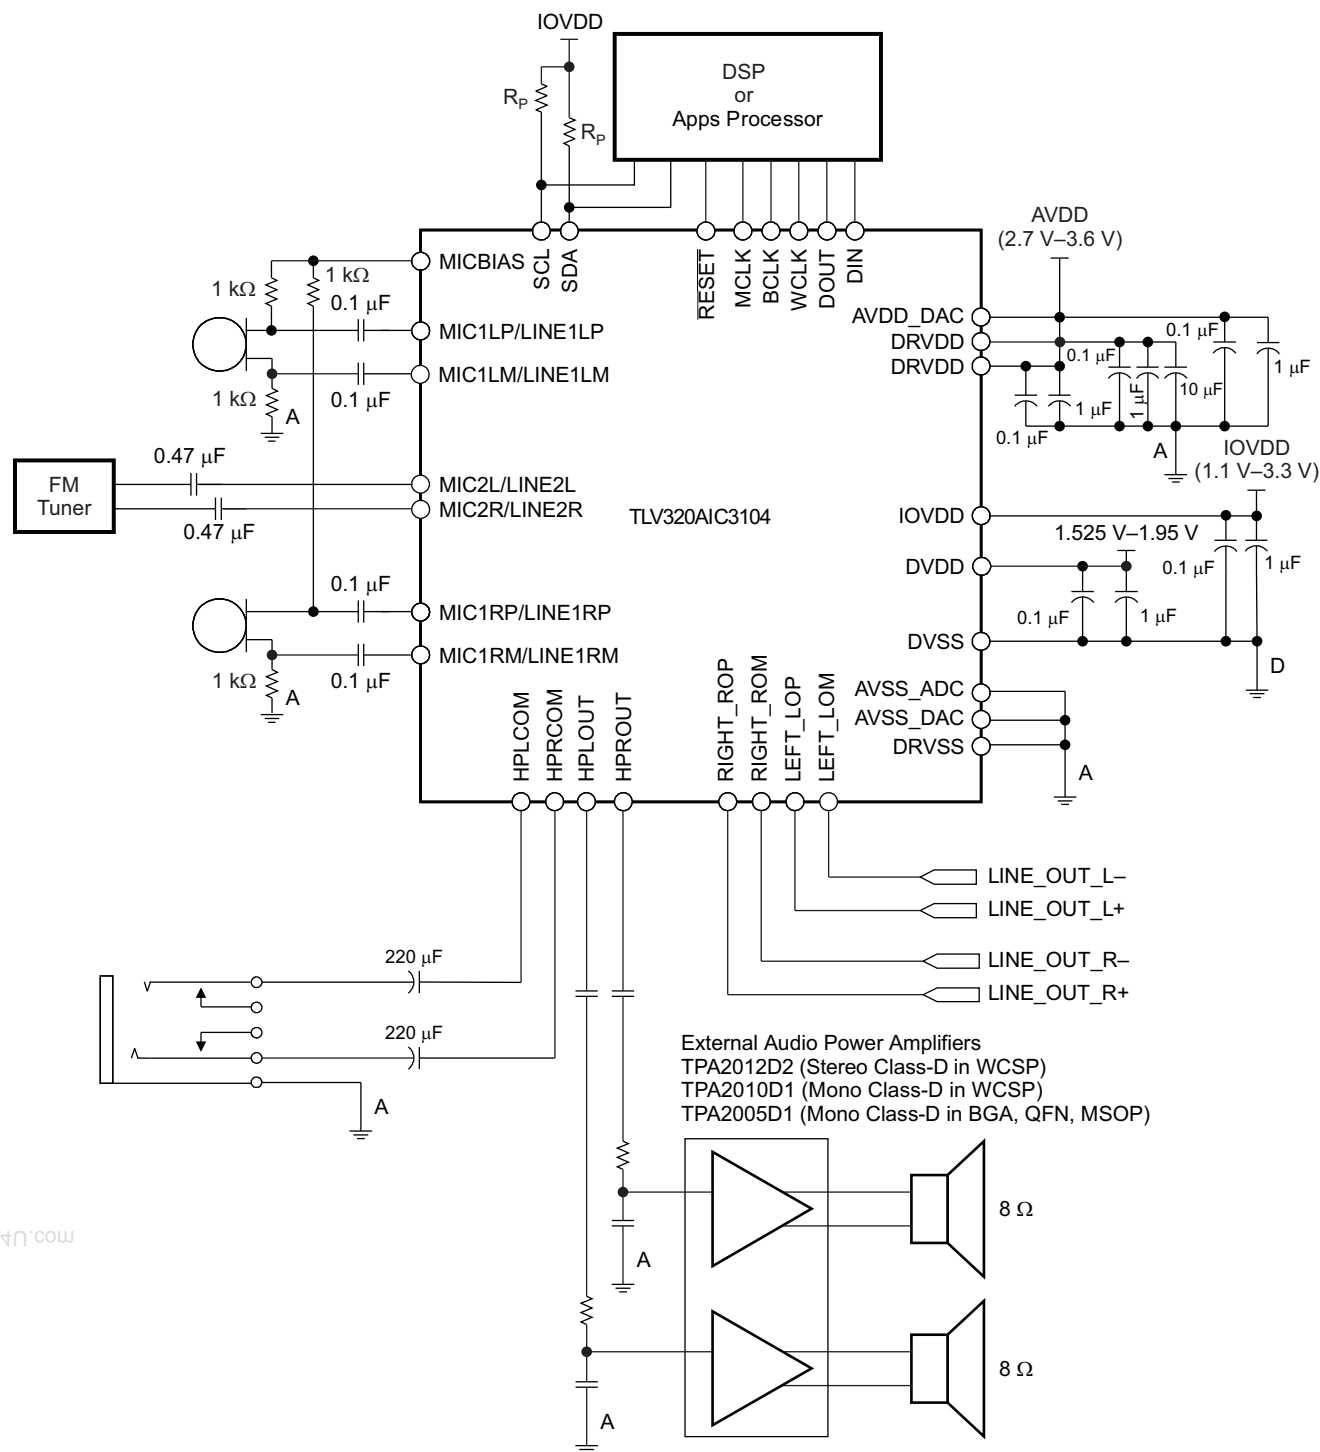 IOVDD
DSP
or
Apps Processor
RP
RP
SCL
SDA
RESET
MCLK
BCLK
WCLK
DOUT
DIN
AVDD
(2.7 V–3.6 V)
MICBIAS
1 kΩ
1 kΩ
0.1 μF
MIC1LP/LINE1LP
MIC1LM/LINE1LM
1 kΩ
A
0.1 μF
AVDD_DAC
DRVDD
DRVDD
0.1 μF
0.1 μF
1 μF
1 μF
1 μF
10 μF
0.1 μF
A
IOVDD
(1.1 V–3.3 V)
FM
Tuner
0.47 μF
0.47 μF
MIC2L/LINE2L
MIC2R/LINE2R
TLV320AIC3104
IOVDD
1.525 V–1.95 V
DVDD
0.1 μF
1 μF
0.1 μF
1 μF
DVSS
D
0.1 μF
MIC1RP/LINE1RP
MIC1RM/LINE1RM
1 kΩ
A
0.1 μF
AVSS_ADC
AVSS_DAC
DRVSS
A
HPLCOM
HPRCOM
HPLOUT
HPROUT
RIGHT_ROP
RIGHT_ROM
LEFT_LOP
LEFT_LOM
LINE_OUT_L–
LINE_OUT_L+
LINE_OUT_R–
LINE_OUT_R+
220 μF
220 μF
A
External Audio Power Amplifiers
TPA2012D2 (Stereo Class-D in WCSP)
TPA2010D1 (Mono Class-D in WCSP)
TPA2005D1 (Mono Class-D in BGA, QFN, MSOP)
8 Ω
A
8 Ω
A
4U.com